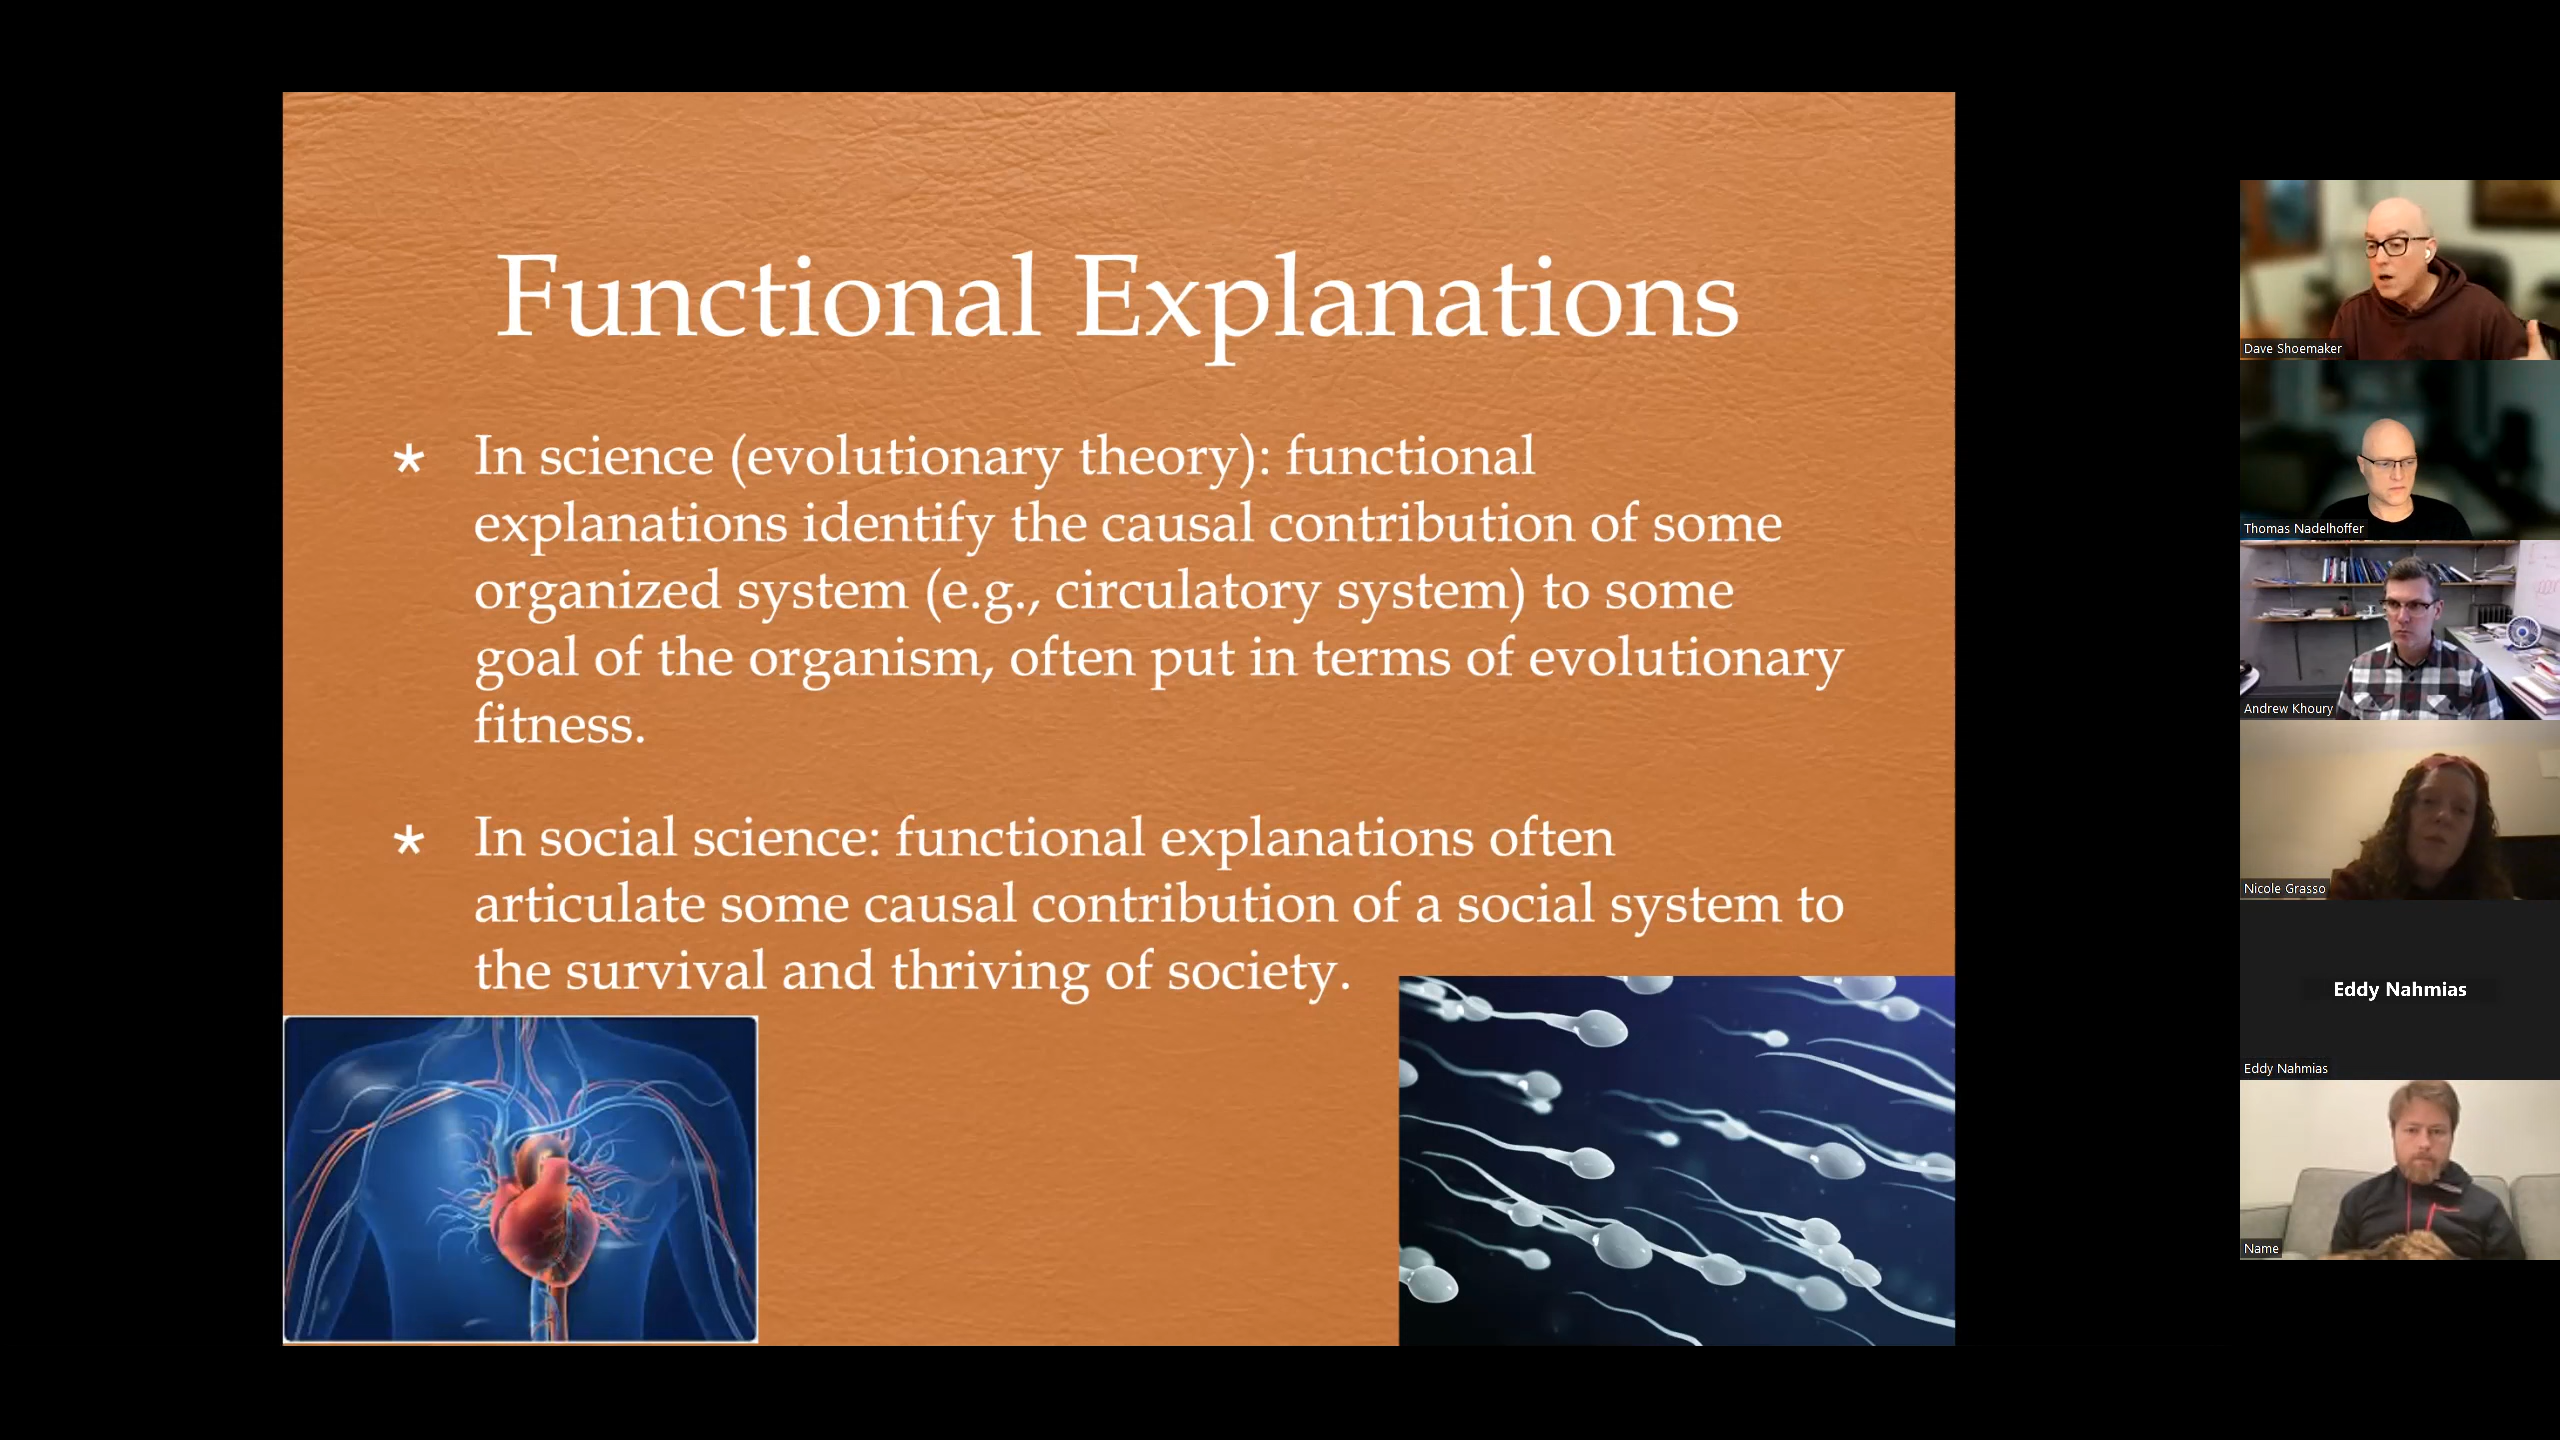 Functional Explanations
* In science (evolutionary theory): functional
explanations identify the causal contribution of some
organized system (e.g., circulatory system) to some
goal of the organism, often put in terms of evolutionary
fitness.
* In social science: functional explanations often
articulate some causal contribution of a social system to
the survival and thriving of society.
Dave Shoemaker
Thomas Nadelhoffer
Andrew Khoury
Nicole Grasso
Eddy Nahmias
Eddy Nahmias
Name